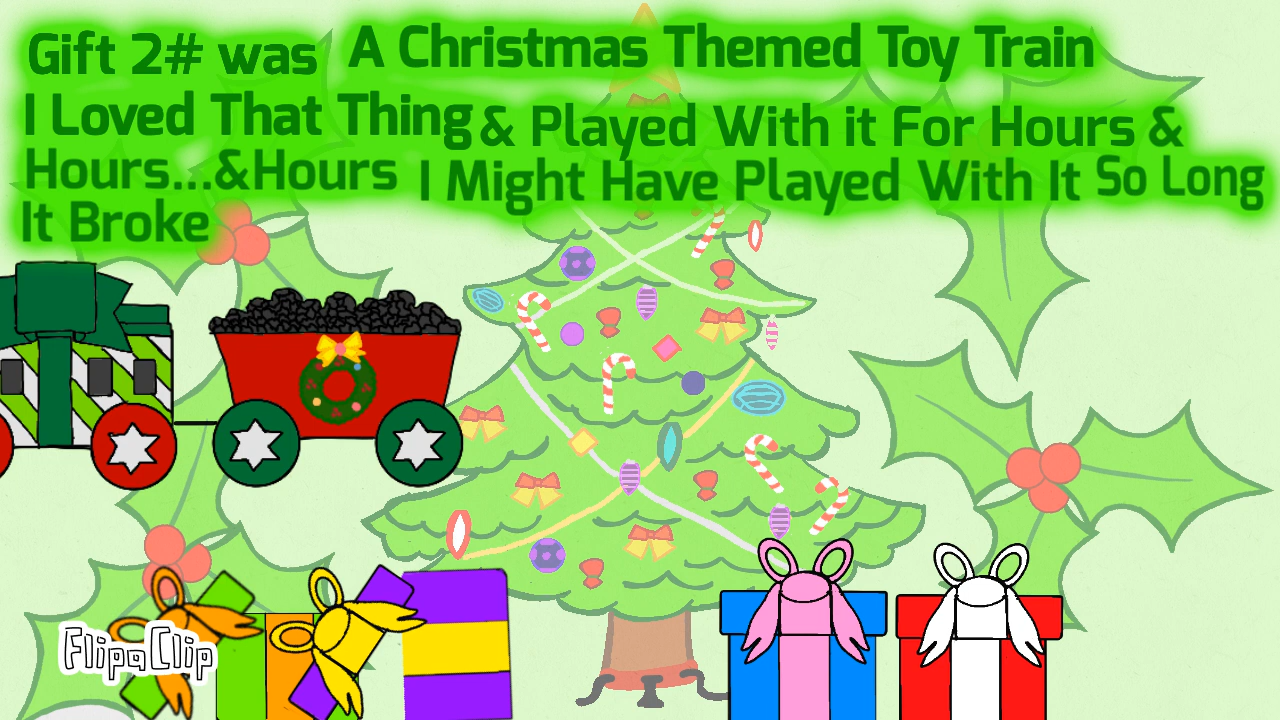 Gift 2# was A Christmas Themed Toy Train
I Loved That Thing & Played With it For Hours &
Hours...&Hours I Might Have Played With It So Long
It Broke
FlipaClip